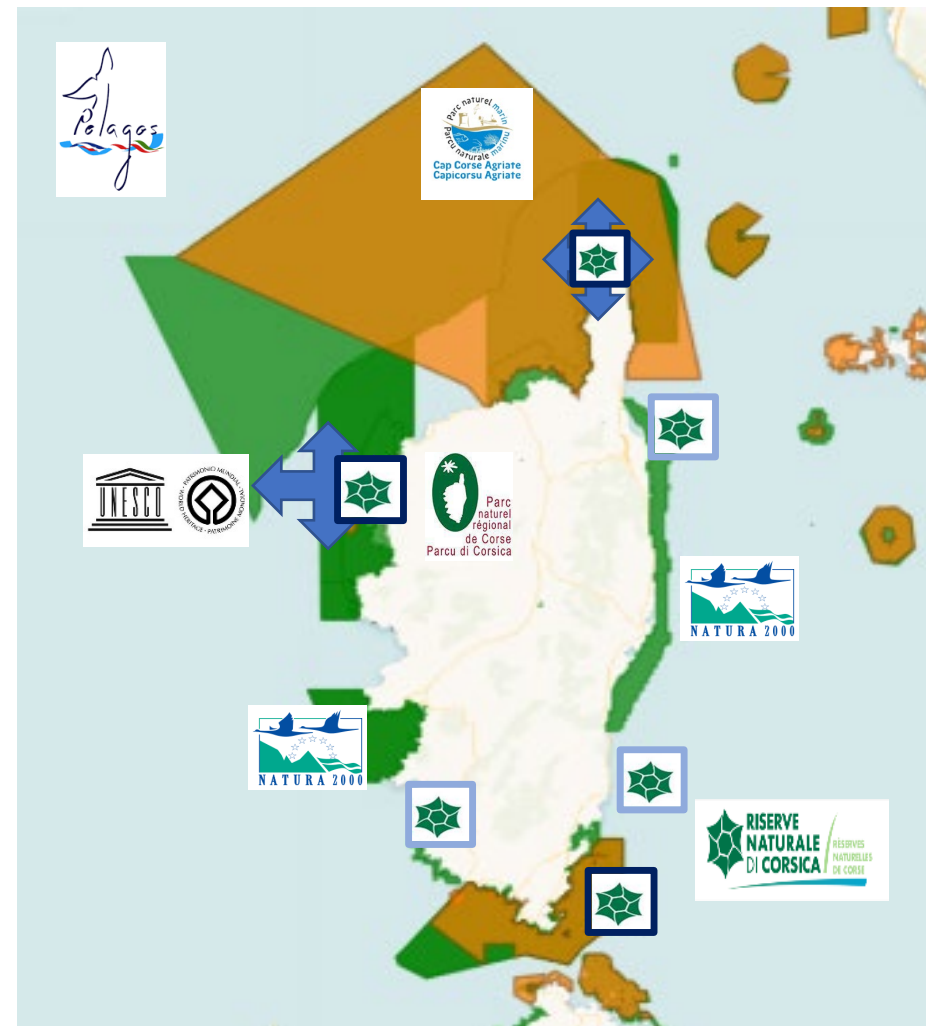 Pelagos
Parc naturel marin
Parcu naturale marinu
Cap Corse Agriate
Capicorsu Agriate
UNESCO
PATRIMONIO MUNDIAL
WORLD HERITAGE
PATRIMOINE MONDIAL
Parc
naturel
régional
de Corse
Parcu di Corsica
NATURA 2000
NATURA 2000
RISERVE
NATURALE
DI CORSICA
RÉSERVES
NATURELLES
DE CORSE